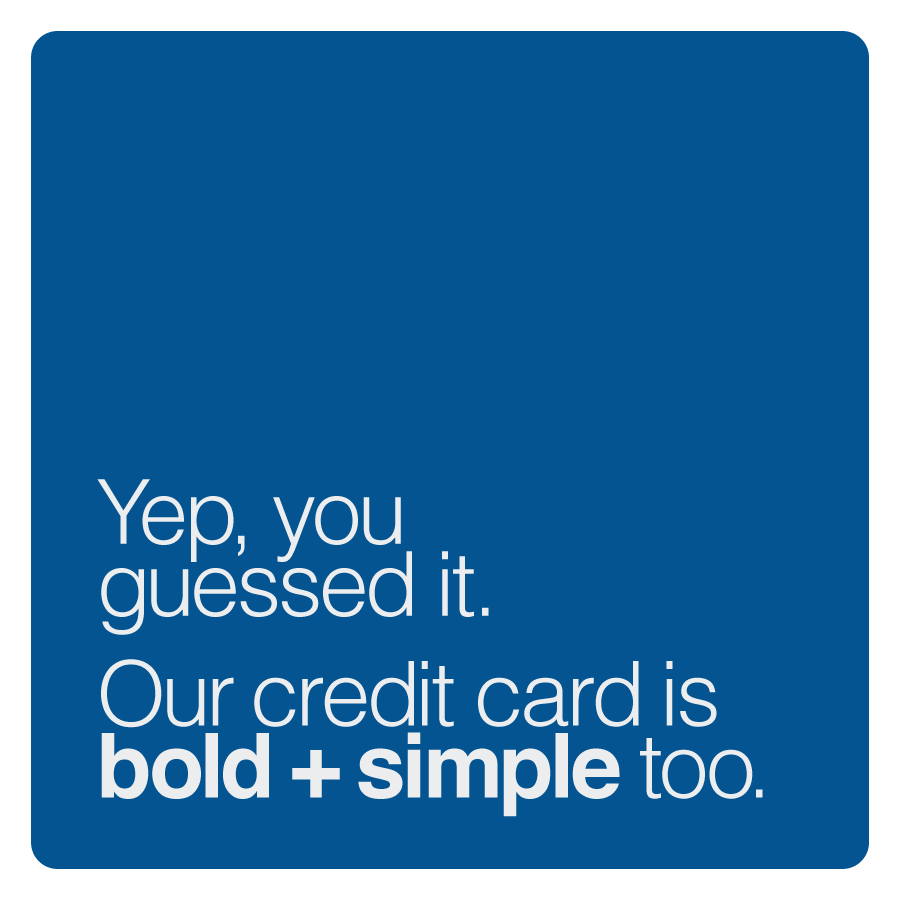 Yep, you
guessed it.
Our credit card is
bold + simple too.